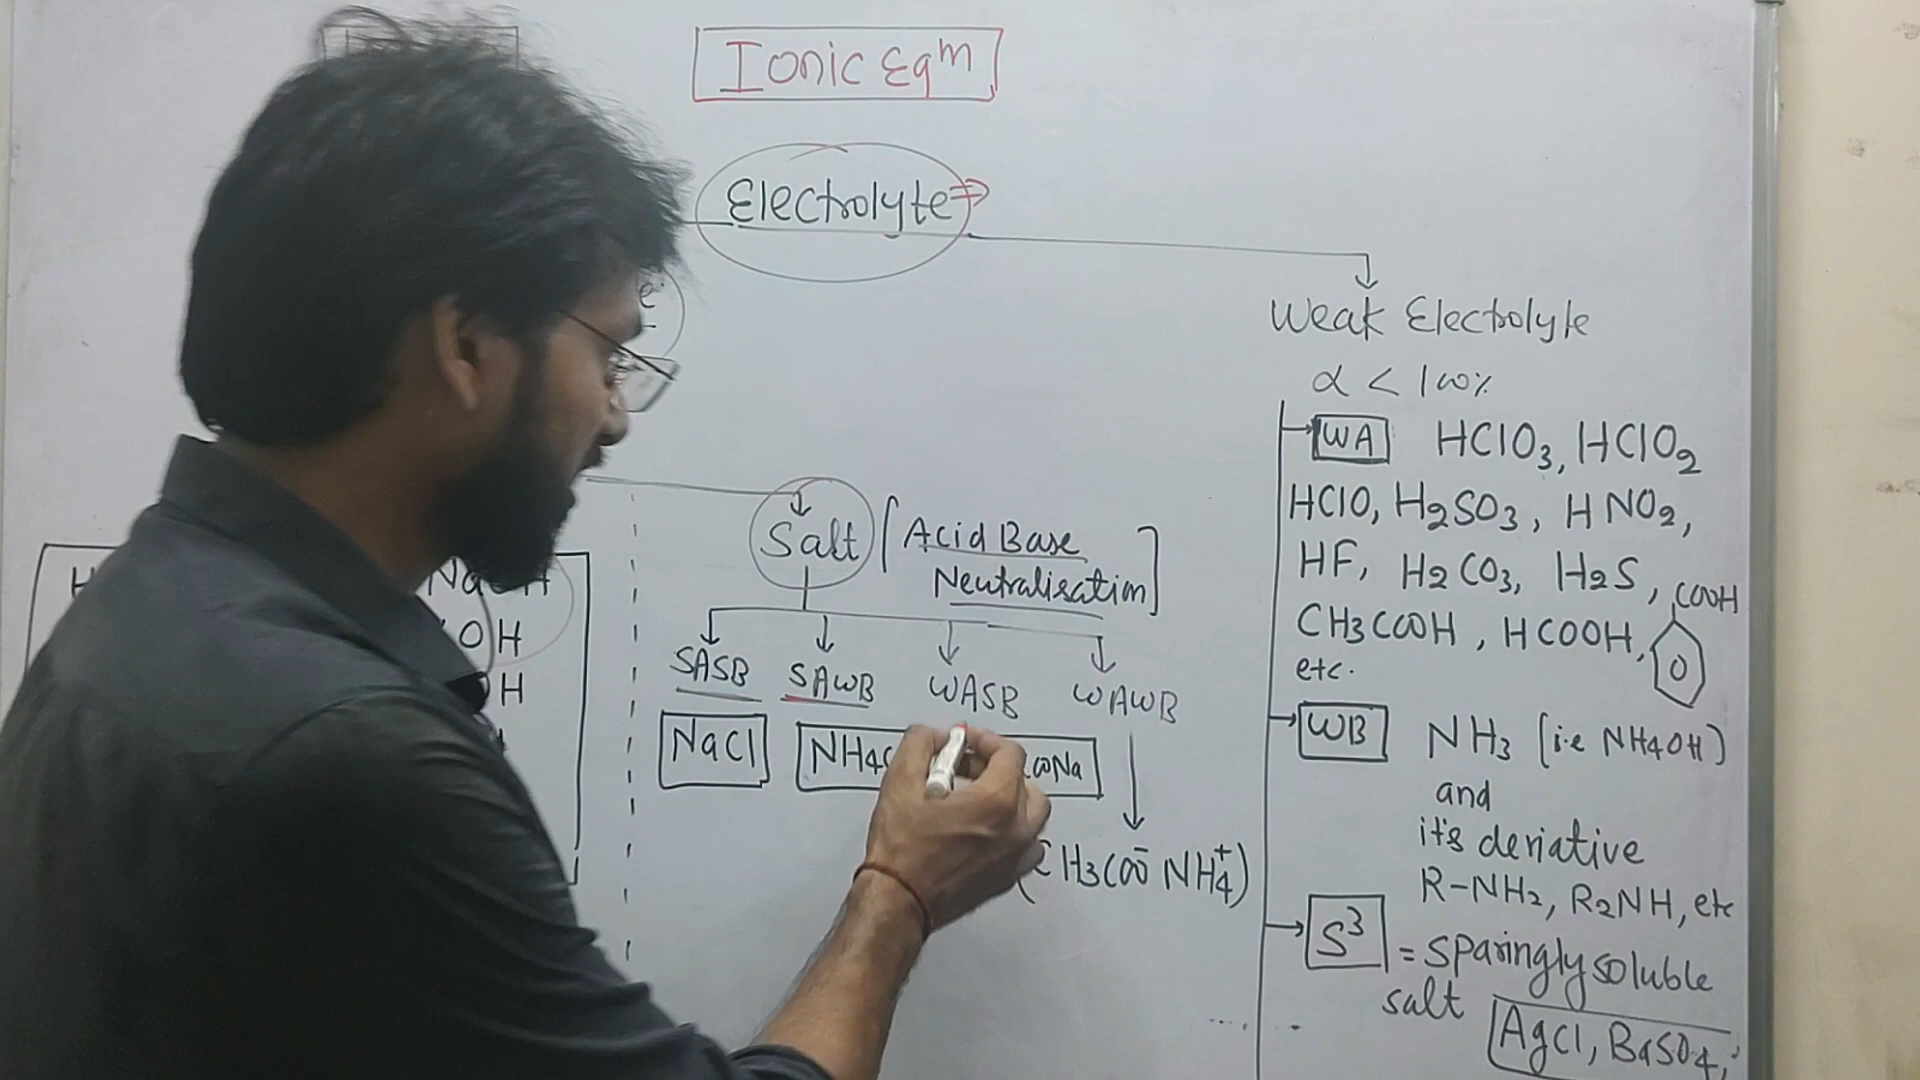 Ionic Eqm
Electrolyte ⇒
Weak Electrolyte
α < 100%
WA HClO3, HClO2
HClO, H2SO3, HNO2,
HF, H2CO3, H2S, COOH
CH3COOH, HCOOH,
etc.
WB NH3 (i.e NH4OH)
and
it's deriative
R-NH2, R2NH, etc
S3 = sparingly soluble
salt
AgCl, BaSO4,
Salt [Acid Base
Neutralisation]
SASB SAWB WASB WAWB
NaCl
(CH3COO- NH4+)